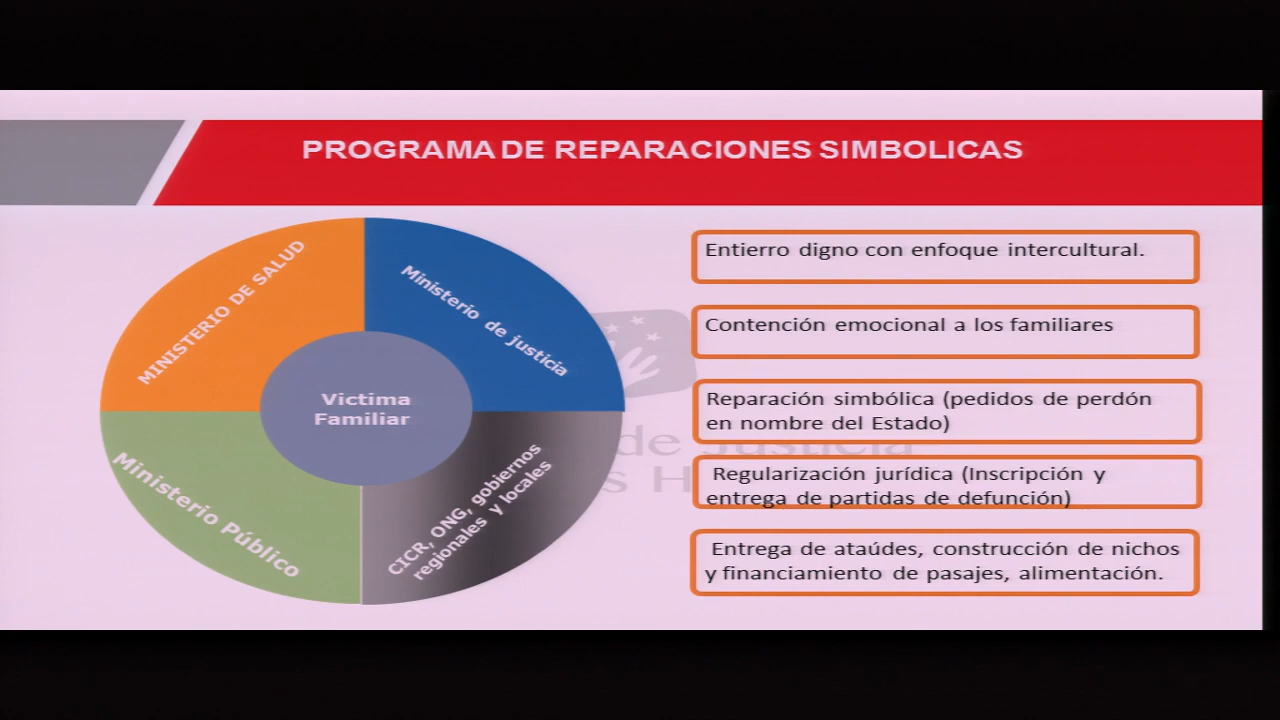 PROGRAMA DE REPARACIONES SIMBOLICAS
MINISTERIO DE SALUD
Ministerio de justicia
Victima
Familiar
Ministerio Público
CICR, ONG, gobiernos
regionales y locales
Entierro digno con enfoque intercultural.
Contención emocional a los familiares
Reparación simbólica (pedidos de perdón
en nombre del Estado)
Regularización jurídica (Inscripción y
entrega de partidas de defunción)
Entrega de ataúdes, construcción de nichos
y financiamiento de pasajes, alimentación.
de Justicia
s H